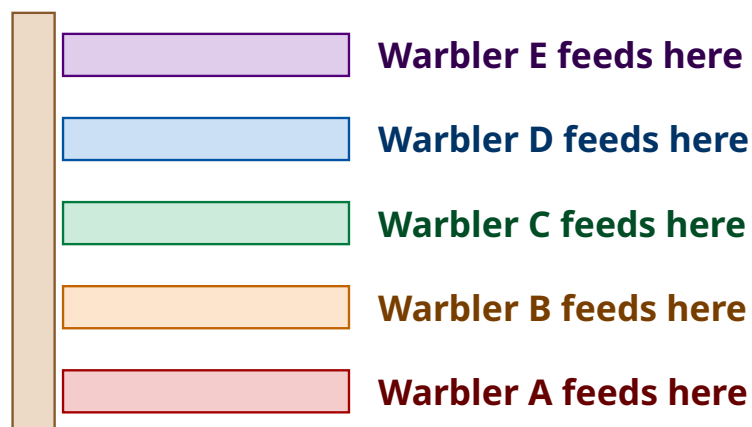 Warbler E feeds here
Warbler D feeds here
Warbler C feeds here
Warbler B feeds here
Warbler A feeds here